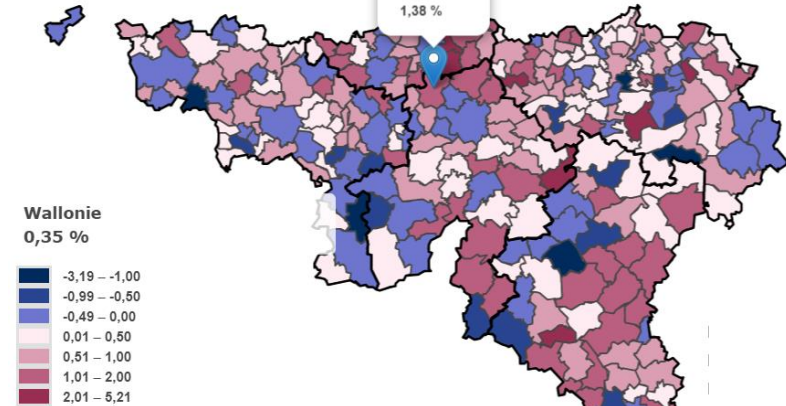 1,38 %
Wallonie
0,35 %
-3,19 – -1,00
-0,99 – -0,50
-0,49 – 0,00
0,01 – 0,50
0,51 – 1,00
1,01 – 2,00
2,01 – 5,21